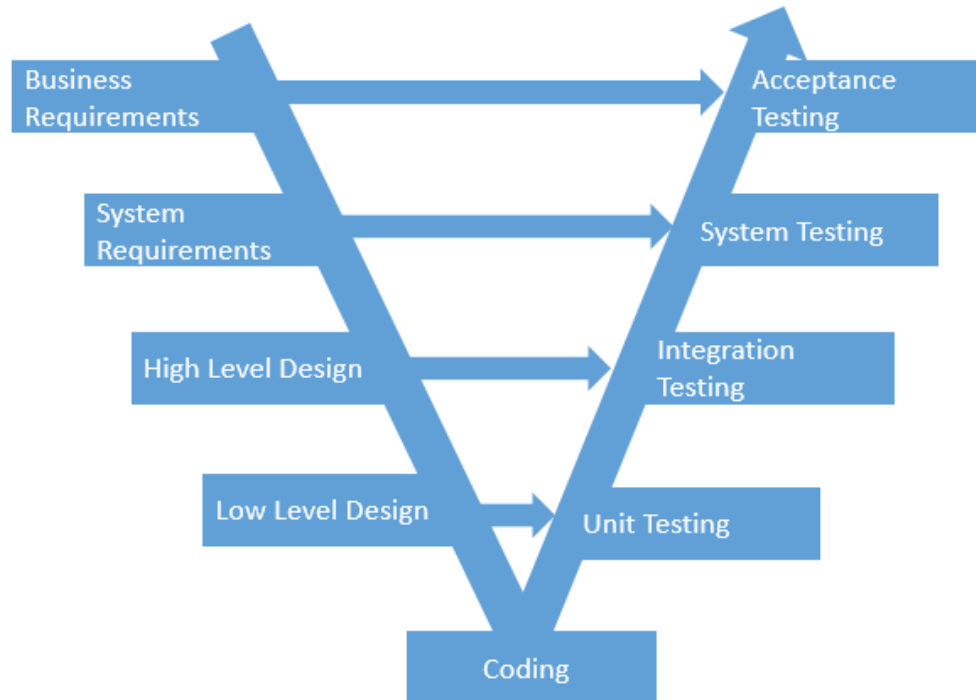 Business
Requirements
Acceptance
Testing
System
Requirements
System Testing
High Level Design
Integration
Testing
Low Level Design
Unit Testing
Coding